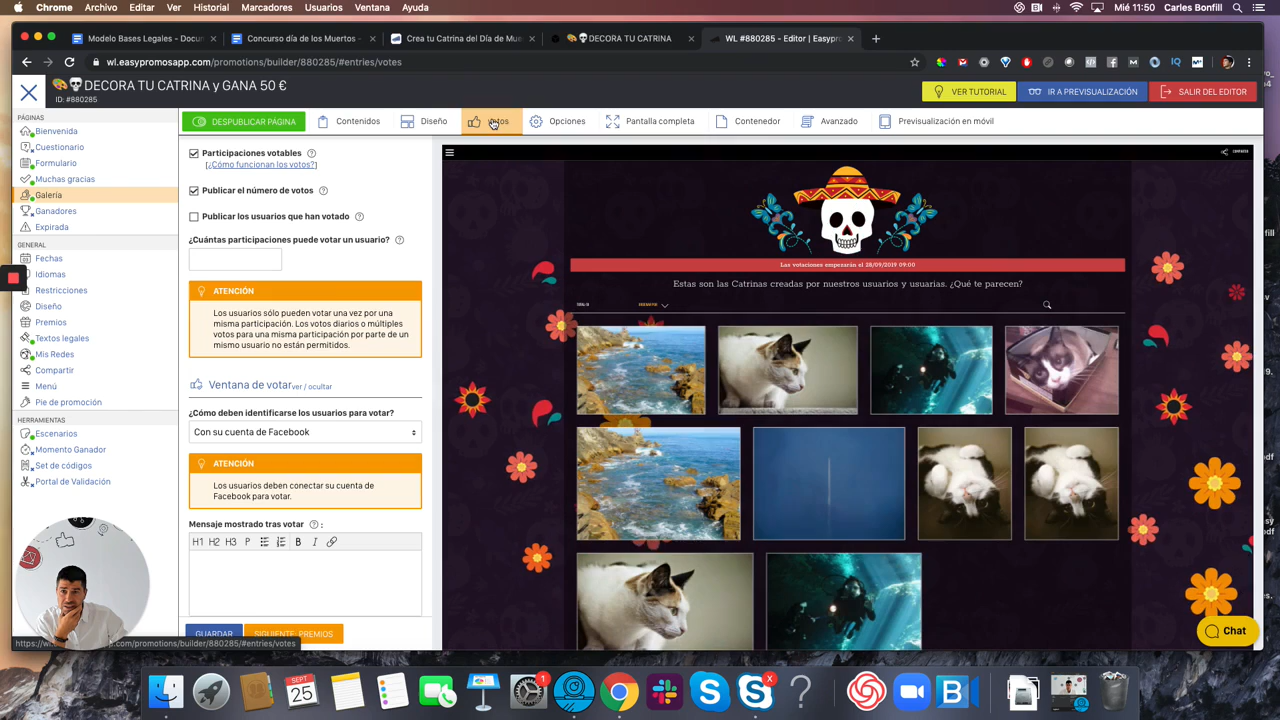 Chrome Archivo Editar Ver Historial Marcadores Usuarios Ventana Ayuda
Mié 11:50 Carles Bonfill
Modelo Bases Legales - Docum
Concurso día de los Muertos -
Crea tu Catrina del Día de Mue
DECORA TU CATRINA
WL #880285 - Editor | Easypro
wl.easypromosapp.com/promotions/builder/880285/#entries/votes
DECORA TU CATRINA y GANA 50 €
ID: #880285
VER TUTORIAL
IR A PREVISUALIZACIÓN
SALIR DEL EDITOR
PÁGINAS
Bienvenida
Cuestionario
Formulario
Muchas gracias
Galería
Ganadores
Expirada
GENERAL
Fechas
Idiomas
Restricciones
Diseño
Premios
Textos legales
Mis Redes
Compartir
Menú
Pie de promoción
HERRAMIENTAS
Escenarios
Momento Ganador
Set de códigos
Portal de Validación
DESPUBLICAR PÁGINA
Contenidos
Diseño
Votos
Opciones
Pantalla completa
Contenedor
Avanzado
Previsualización en móvil
Participaciones votables ?
[¿Cómo funcionan los votos?]
Publicar el número de votos ?
Publicar los usuarios que han votado ?
¿Cuántas participaciones puede votar un usuario? ?
ATENCIÓN
Los usuarios sólo pueden votar una vez por una
misma participación. Los votos diarios o múltiples
votos para una misma participación por parte de un
mismo usuario no están permitidos.
Ventana de votar ver / ocultar
¿Cómo deben identificarse los usuarios para votar?
Con su cuenta de Facebook
ATENCIÓN
Los usuarios deben conectar su cuenta de
Facebook para votar.
Mensaje mostrado tras votar ? :
H1 H2 H3 P B I
GUARDAR
SIGUIENTE: PREMIOS
COMPARTIR
Las votaciones empezarán el 28/09/2019 09:00
Estas son las Catrinas creadas por nuestros usuarios y usuarias. ¿Qué te parecen?
Chat
SEP
25
1
X